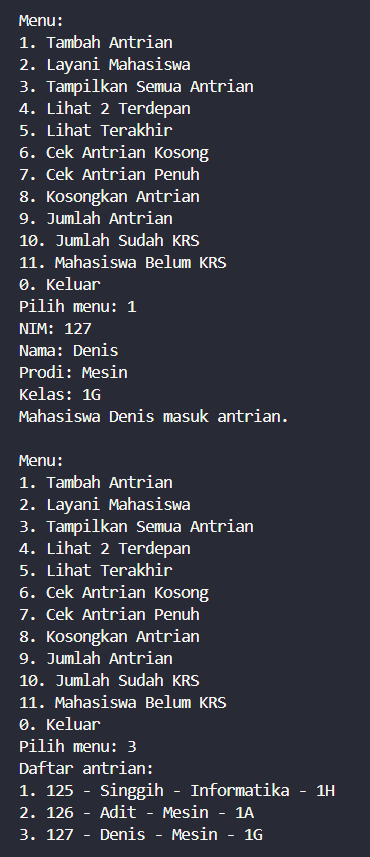 Menu:
1. Tambah Antrian
2. Layani Mahasiswa
3. Tampilkan Semua Antrian
4. Lihat 2 Terdepan
5. Lihat Terakhir
6. Cek Antrian Kosong
7. Cek Antrian Penuh
8. Kosongkan Antrian
9. Jumlah Antrian
10. Jumlah Sudah KRS
11. Mahasiswa Belum KRS
0. Keluar
Pilih menu: 1
NIM: 127
Nama: Denis
Prodi: Mesin
Kelas: 1G
Mahasiswa Denis masuk antrian.

Menu:
1. Tambah Antrian
2. Layani Mahasiswa
3. Tampilkan Semua Antrian
4. Lihat 2 Terdepan
5. Lihat Terakhir
6. Cek Antrian Kosong
7. Cek Antrian Penuh
8. Kosongkan Antrian
9. Jumlah Antrian
10. Jumlah Sudah KRS
11. Mahasiswa Belum KRS
0. Keluar
Pilih menu: 3
Daftar antrian:
1. 125 - Singgih - Informatika - 1H
2. 126 - Adit - Mesin - 1A
3. 127 - Denis - Mesin - 1G